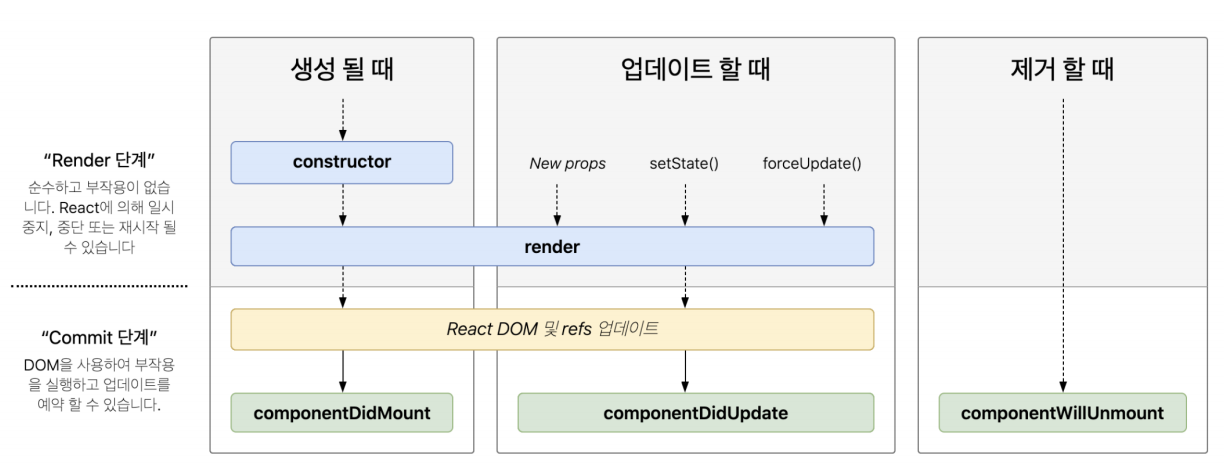 생성 될 때
업데이트 할 때
제거 할 때
“Render 단계”
순수하고 부작용이 없습
니다. React에 의해 일시
중지, 중단 또는 재시작 될
수 있습니다
constructor
New props
setState()
forceUpdate()
render
“Commit 단계”
DOM을 사용하여 부작용
을 실행하고 업데이트를
예약 할 수 있습니다.
React DOM 및 refs 업데이트
componentDidMount
componentDidUpdate
componentWillUnmount